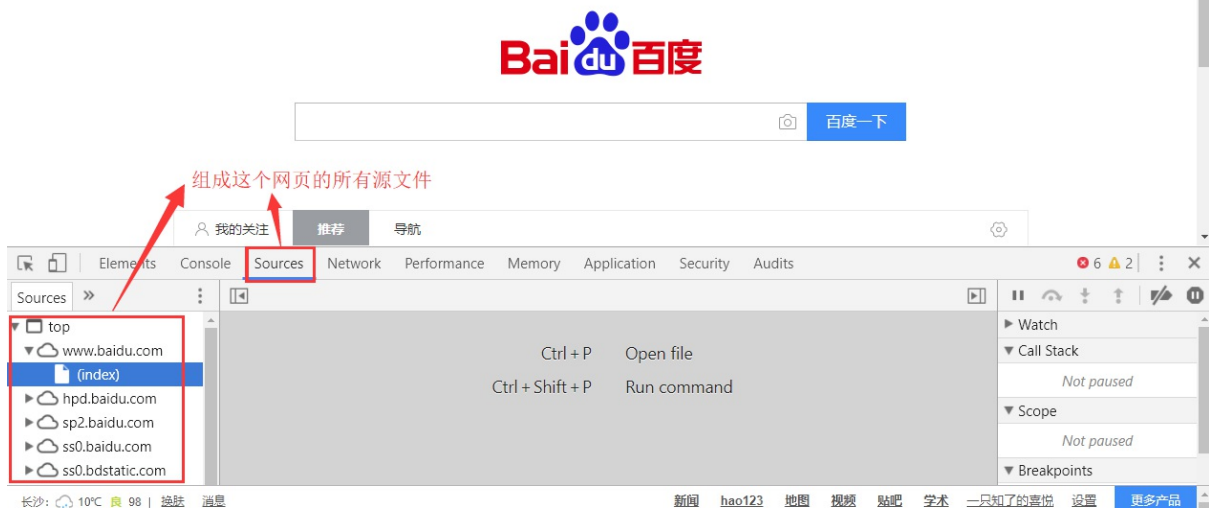 Baidu百度
百度一下
组成这个网页的所有源文件
我的关注 推荐 导航
Elements Console Sources Network Performance Memory Application Security Audits 6 2
Sources »
top
www.baidu.com
(index)
hpd.baidu.com
sp2.baidu.com
ss0.baidu.com
ss0.bdstatic.com
Ctrl + P Open file
Ctrl + Shift + P Run command
Watch
Call Stack
Not paused
Scope
Not paused
Breakpoints
长沙: 10℃ 良 98 | 换肤 消息 新闻 hao123 地图 视频 贴吧 学术 一只知了的喜悦 设置 更多产品